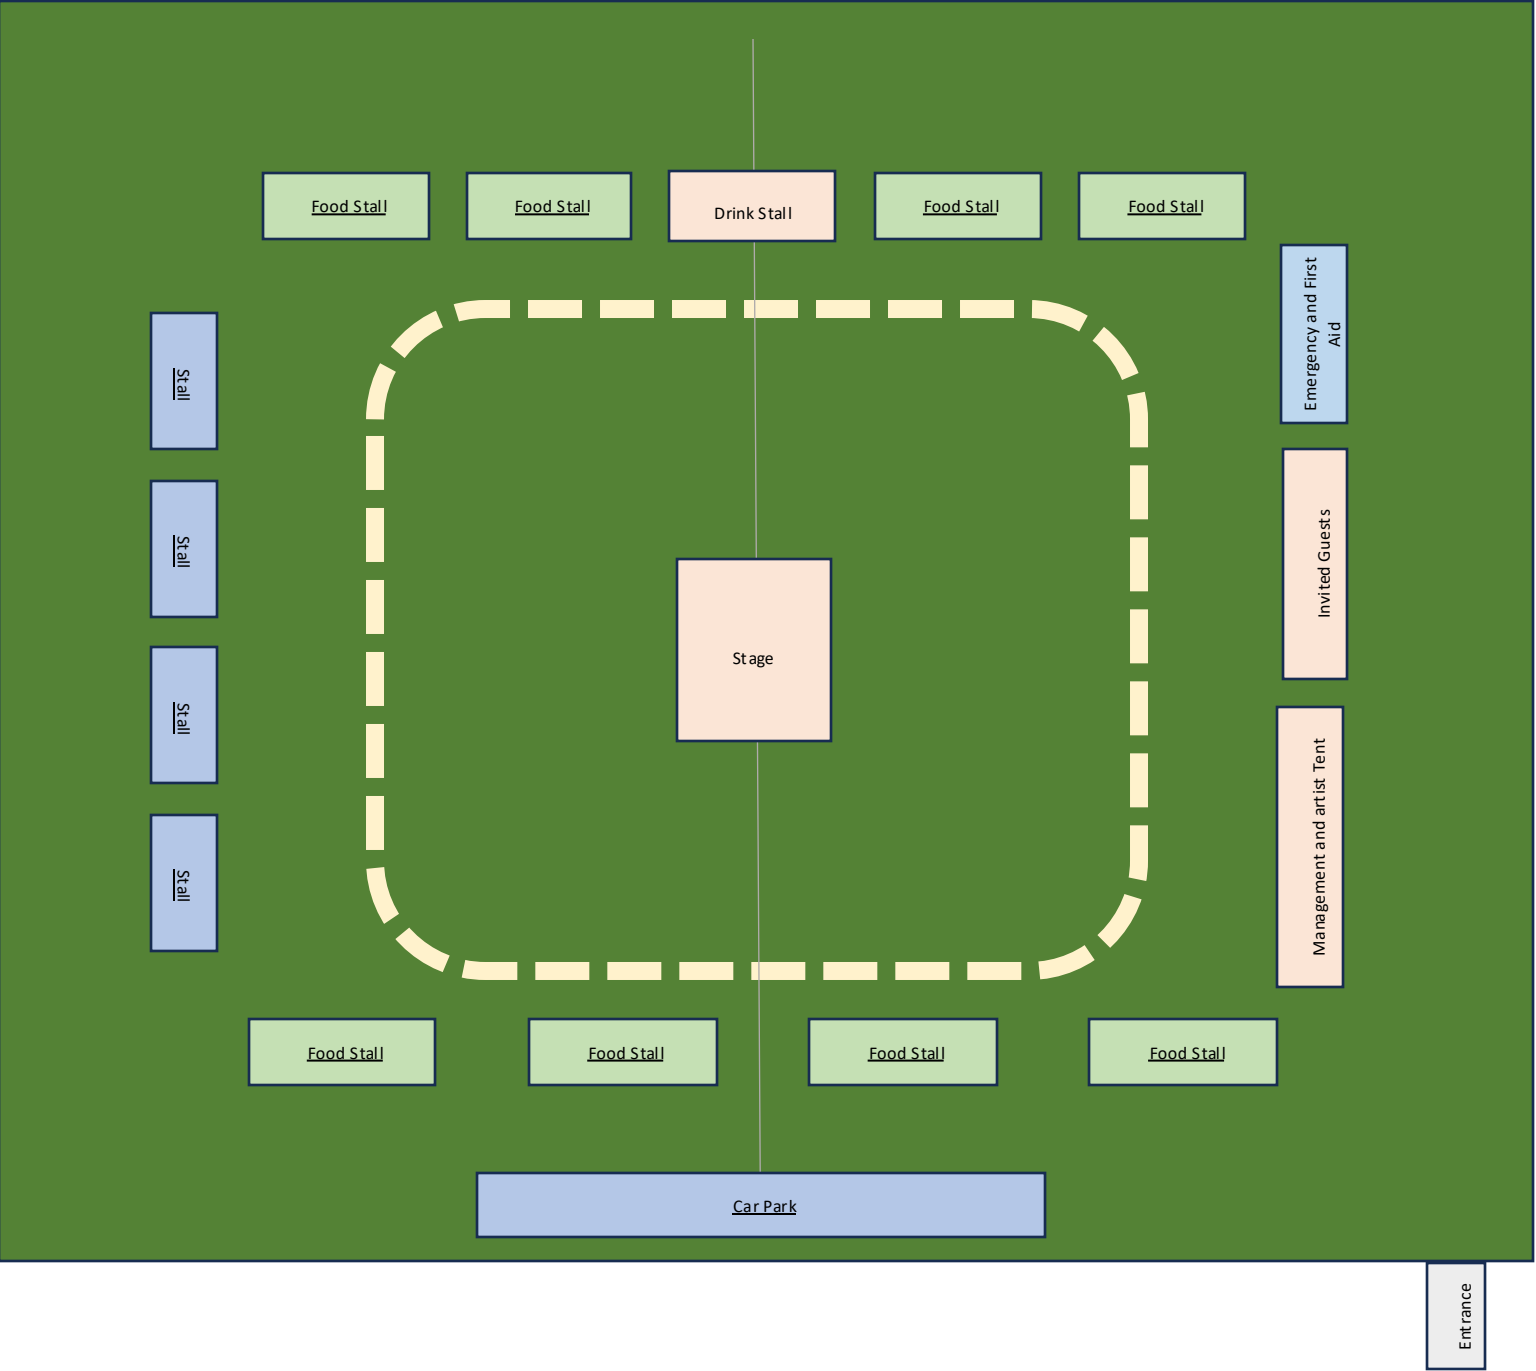 Food Stall
Food Stall
Drink Stall
Food Stall
Food Stall
Emergency and First
Aid
Stall
Stall
Invited Guests
Stage
Stall
Management and artist Tent
Stall
Food Stall
Food Stall
Food Stall
Food Stall
Car Park
Entrance